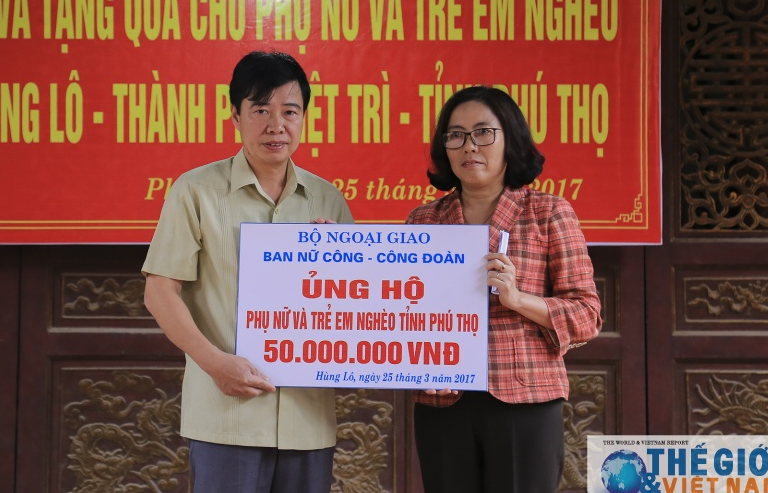 VÀ TẶNG QUÀ CHO PHỤ NỮ VÀ TRẺ EM NGHÈO
NG LÔ - THÀNH PH IỆT TRÌ - TỈNH PHÚ THỌ
25 tháng 2017
BỘ NGOẠI GIAO
BAN NỮ CÔNG - CÔNG ĐOÀN
ỦNG HỘ
PHỤ NỮ VÀ TRẺ EM NGHÈO TỈNH PHÚ THỌ
50.000.000 VNĐ
Hùng Lô, ngày 25 tháng 3 năm 2017
THE WORLD & VIETNAM REPORT
THẾ GIỚ
& VIỆT NAM